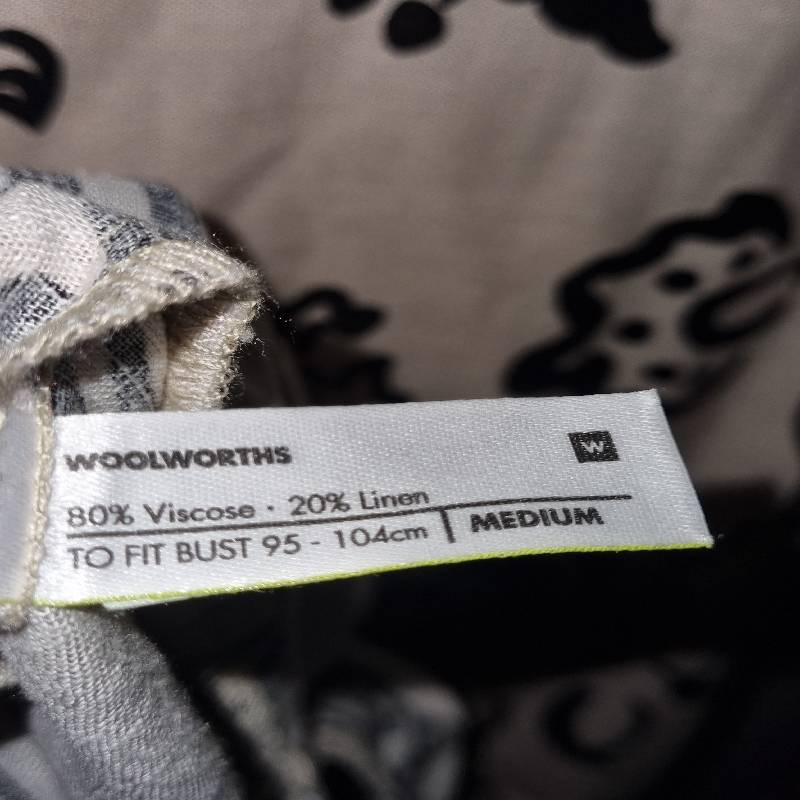 WOOLWORTHS
W
80% Viscose · 20% Linen
TO FIT BUST 95 - 104cm | MEDIUM